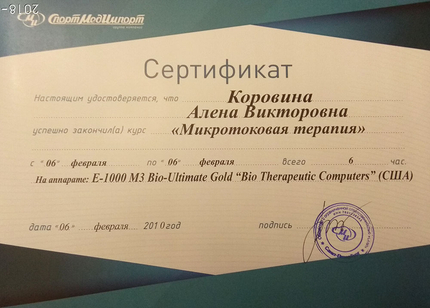 2018-
СпортМедИмпорт
Сертификат
Настоящим удостоверяется, что Коровина
Алена Викторовна
успешно закончил(а) курс «Микротоковая терапия»
с "06" февраля по "06" февраля всего 6 час.
На аппарате: E-1000 M3 Bio-Ultimate Gold “Bio Therapeutic Computers” (США)
дата "06" февраля 2010 год подпись